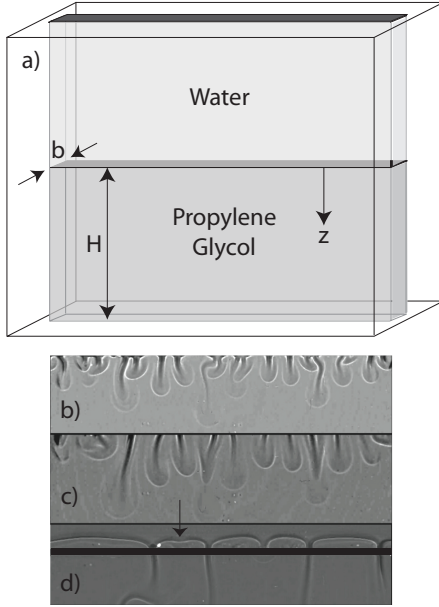 a)
Water
b
Propylene
Glycol
H
z
b)
c)
d)